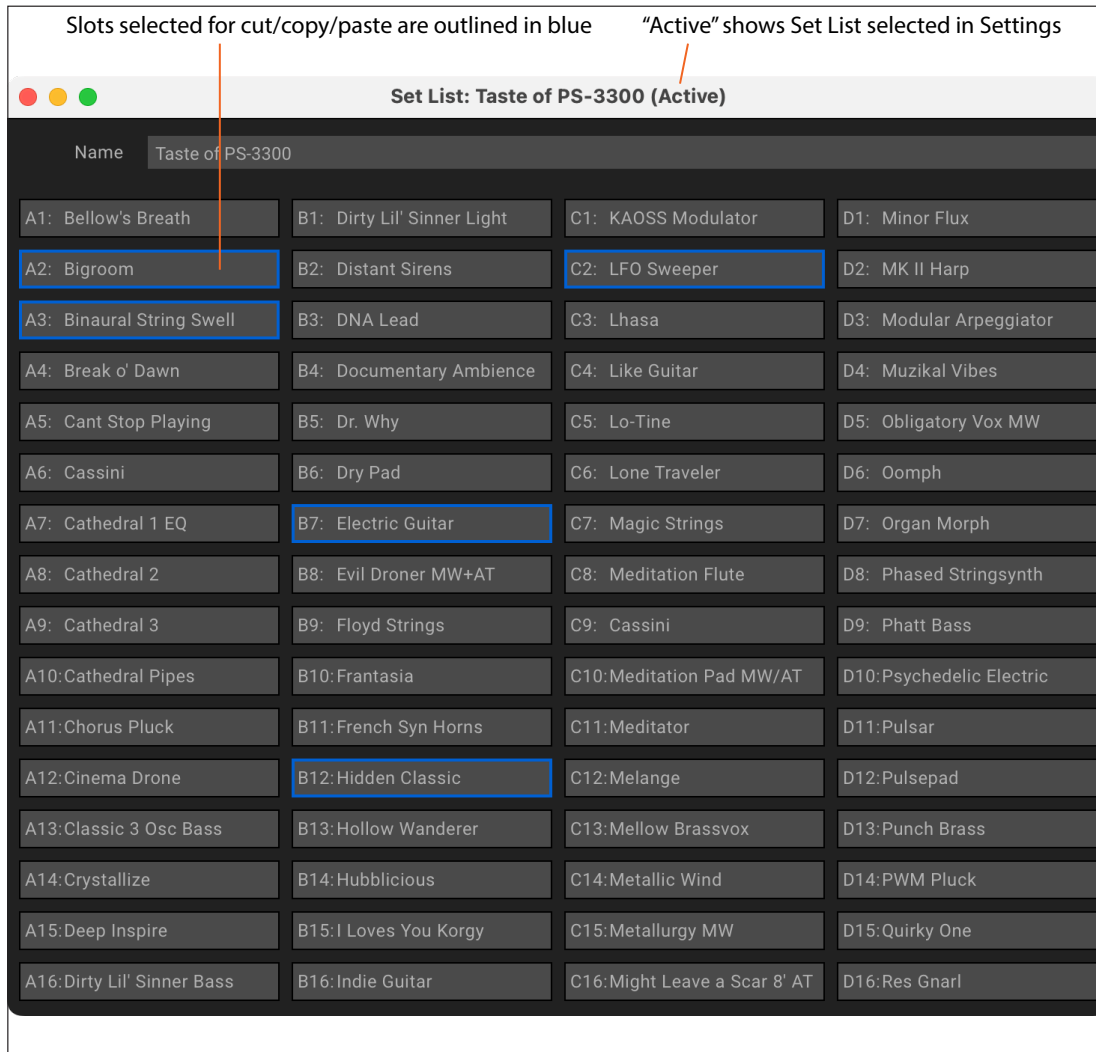 Slots selected for cut/copy/paste are outlined in blue
“Active” shows Set List selected in Settings
Set List: Taste of PS-3300 (Active)
Name Taste of PS-3300
A1: Bellow's Breath B1: Dirty Lil' Sinner Light C1: KAOSS Modulator D1: Minor Flux
A2: Bigroom B2: Distant Sirens C2: LFO Sweeper D2: MK II Harp
A3: Binaural String Swell B3: DNA Lead C3: Lhasa D3: Modular Arpeggiator
A4: Break o' Dawn B4: Documentary Ambience C4: Like Guitar D4: Muzikal Vibes
A5: Cant Stop Playing B5: Dr. Why C5: Lo-Tine D5: Obligatory Vox MW
A6: Cassini B6: Dry Pad C6: Lone Traveler D6: Oomph
A7: Cathedral 1 EQ B7: Electric Guitar C7: Magic Strings D7: Organ Morph
A8: Cathedral 2 B8: Evil Droner MW+AT C8: Meditation Flute D8: Phased Stringsynth
A9: Cathedral 3 B9: Floyd Strings C9: Cassini D9: Phatt Bass
A10:Cathedral Pipes B10:Frantasia C10:Meditation Pad MW/AT D10:Psychedelic Electric
A11:Chorus Pluck B11:French Syn Horns C11:Meditator D11:Pulsar
A12:Cinema Drone B12:Hidden Classic C12:Melange D12:Pulsepad
A13:Classic 3 Osc Bass B13:Hollow Wanderer C13:Mellow Brassvox D13:Punch Brass
A14:Crystallize B14:Hubblicious C14:Metallic Wind D14:PWM Pluck
A15:Deep Inspire B15:I Loves You Korgy C15:Metallurgy MW D15:Quirky One
A16:Dirty Lil' Sinner Bass B16:Indie Guitar C16:Might Leave a Scar 8' AT D16:Res Gnarl